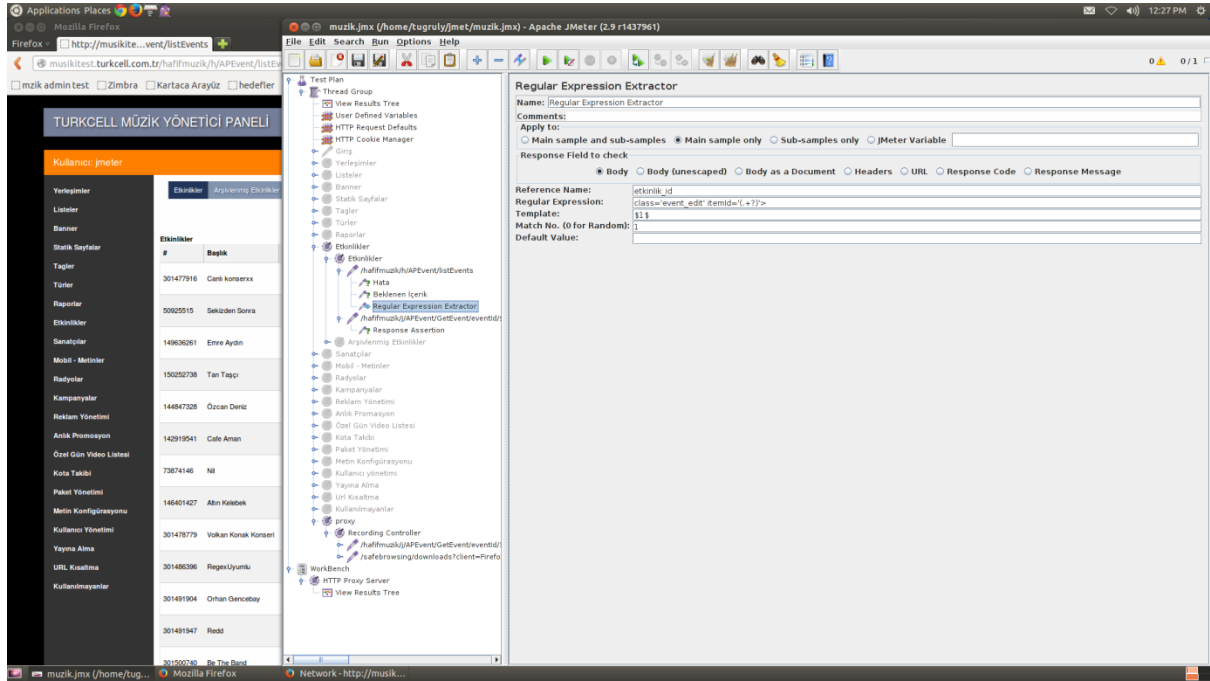 Applications Places 12:27 PM
Mozilla Firefox
Firefox http://musikite...vent/listEvents
musikitest.turkcell.com.tr/hafifmuzik/h/APEvent/listEv
mzik admin test Zimbra Kartaca Arayüz hedefler
TURKCELL MÜZİK YÖNETİCİ PANELİ
Kullanıcı: jmeter
Yerleşimler
Listeler
Banner
Statik Sayfalar
Tagler
Türler
Raporlar
Etkinlikler
Sanatçılar
Mobil - Metinler
Radyolar
Kampanyalar
Reklam Yönetimi
Anlık Promosyon
Özel Gün Video Listesi
Kota Takibi
Paket Yönetimi
Metin Konfigürasyonu
Kullanıcı Yönetimi
Yayına Alma
URL Kısaltma
Kullanılmayanlar
Etkinlikler Arşivlenmiş Etkinlikler
Etkinlikler
# Başlık
301477916 Canlı konserxx
50925515 Sekizden Sonra
149636261 Emre Aydın
150252736 Tan Taşçı
144847328 Özcan Deniz
142919541 Cafe Aman
73674146 Nil
146401427 Altın Kelebek
301478779 Volkan Konak Konseri
301486396 RegexUyumlu
301491904 Orhan Gencebay
301491947 Redd
301500740 Be The Band
muzik.jmx (/home/tugruly/jmet/muzik.jmx) - Apache JMeter (2.9 r1437961)
File Edit Search Run Options Help
0 0/1
Test Plan
Thread Group
View Results Tree
User Defined Variables
HTTP Request Defaults
HTTP Cookie Manager
Giriş
Yerleşimler
Listeler
Banner
Statik Sayfalar
Tagler
Türler
Raporlar
Etkinlikler
Etkinlikler
/hafifmuzik/h/APEvent/listEvents
Hata
Beklenen İçerik
Regular Expression Extractor
/hafifmuzik/j/APEvent/GetEvent/eventId/$
Response Assertion
Arşivlenmiş Etkinlikler
Sanatçılar
Mobil - Metinler
Radyolar
Kampanyalar
Reklam Yönetimi
Anlık Promasyon
Özel Gün Video Listesi
Kota Takibi
Paket Yönetimi
Metin Konfigürasyonu
Kullanıcı yönetimi
Yayına Alma
Url Kısaltma
Kullanılmayanlar
proxy
Recording Controller
/hafifmuzik/j/APEvent/GetEvent/eventId/
/safebrowsing/downloads?client=Firefo
WorkBench
HTTP Proxy Server
View Results Tree
Regular Expression Extractor
Name: Regular Expression Extractor
Comments:
Apply to:
Main sample and sub-samples Main sample only Sub-samples only JMeter Variable
Response Field to check
Body Body (unescaped) Body as a Document Headers URL Response Code Response Message
Reference Name: etkinlik_id
Regular Expression: class='event_edit' itemId='(.+?)'>
Template: $1$
Match No. (0 for Random): 1
Default Value:
muzik.jmx (/home/tug... Mozilla Firefox Network - http://musik...